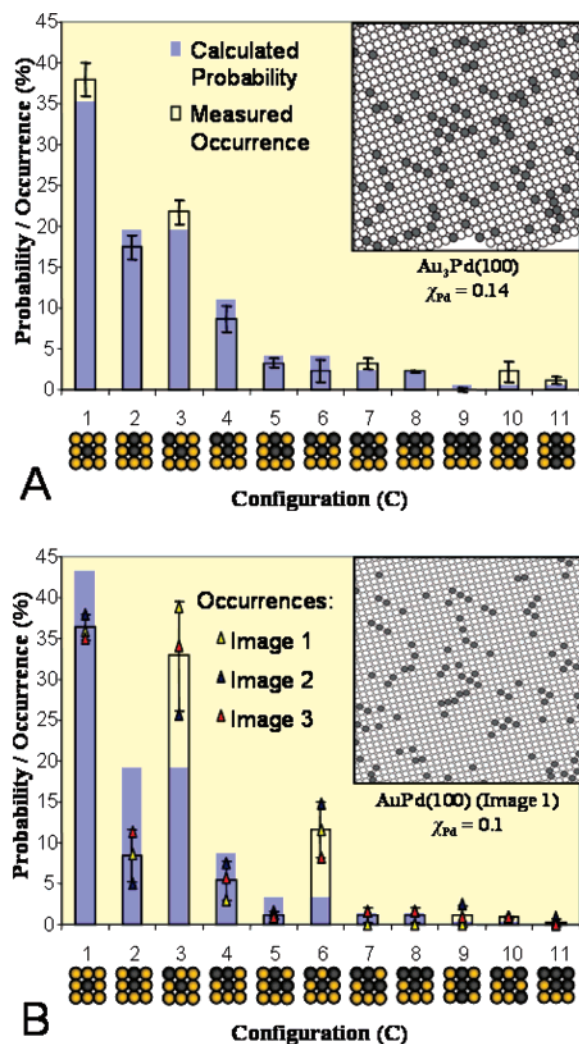 45
40
35
30
25
20
15
10
5
0
Probability / Occurrence (%)
Calculated
Probability
Measured
Occurrence
Au₃Pd(100)
χPd = 0.14
1 2 3 4 5 6 7 8 9 10 11
A
Configuration (C)
45
40
35
30
25
20
15
10
5
0
Probability / Occurrence (%)
Occurrences:
Image 1
Image 2
Image 3
AuPd(100) (Image 1)
χPd = 0.1
1 2 3 4 5 6 7 8 9 10 11
B
Configuration (C)